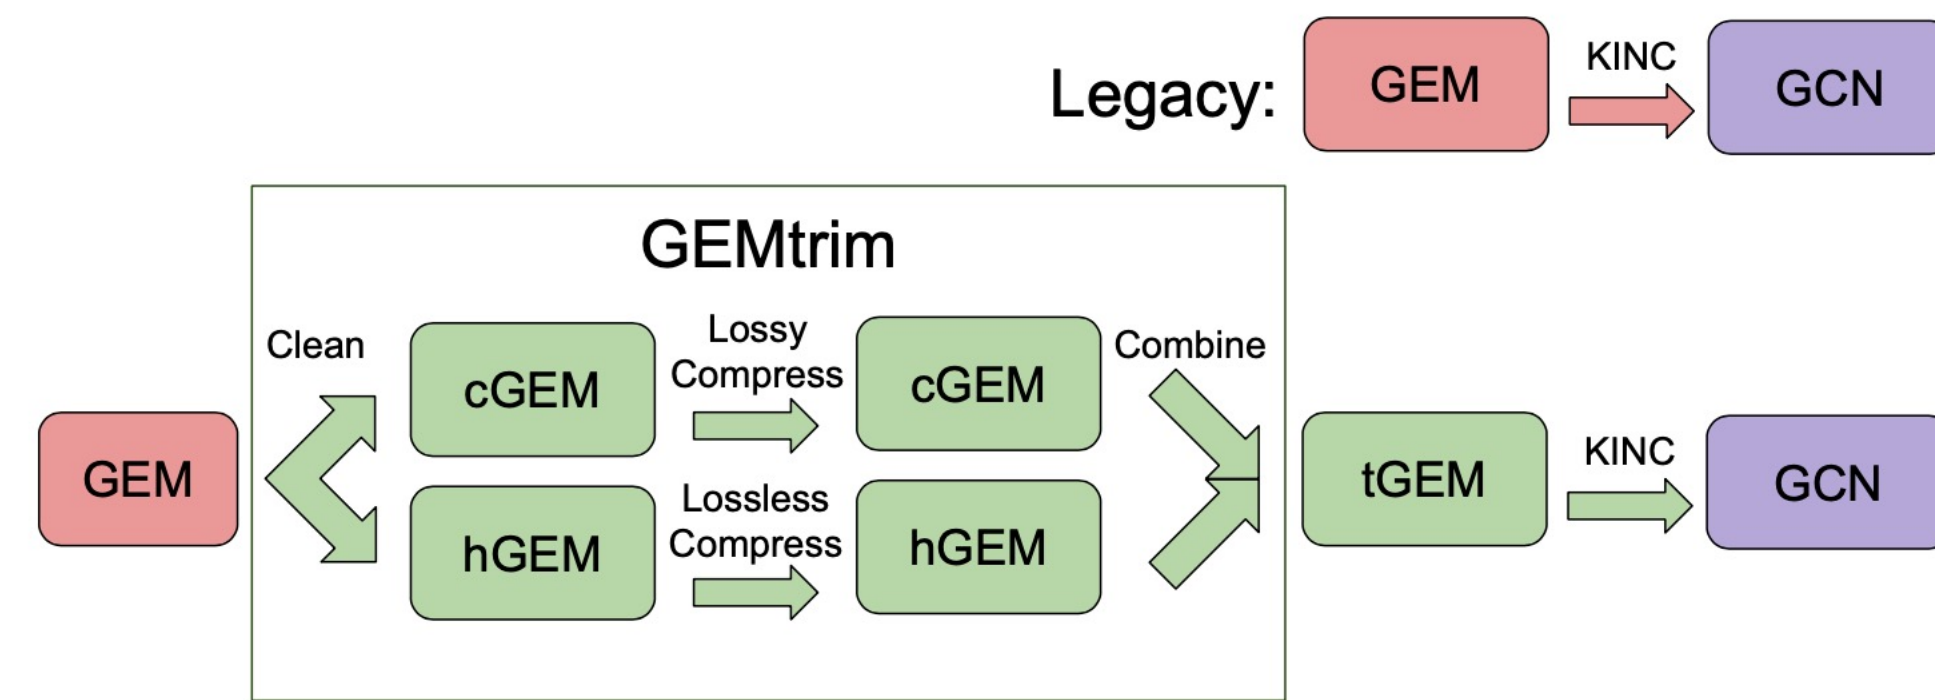 Legacy:
GEM
KINC
GCN
GEMtrim
Clean
cGEM
Lossy
Compress
cGEM
Combine
GEM
hGEM
Lossless
Compress
hGEM
tGEM
KINC
GCN